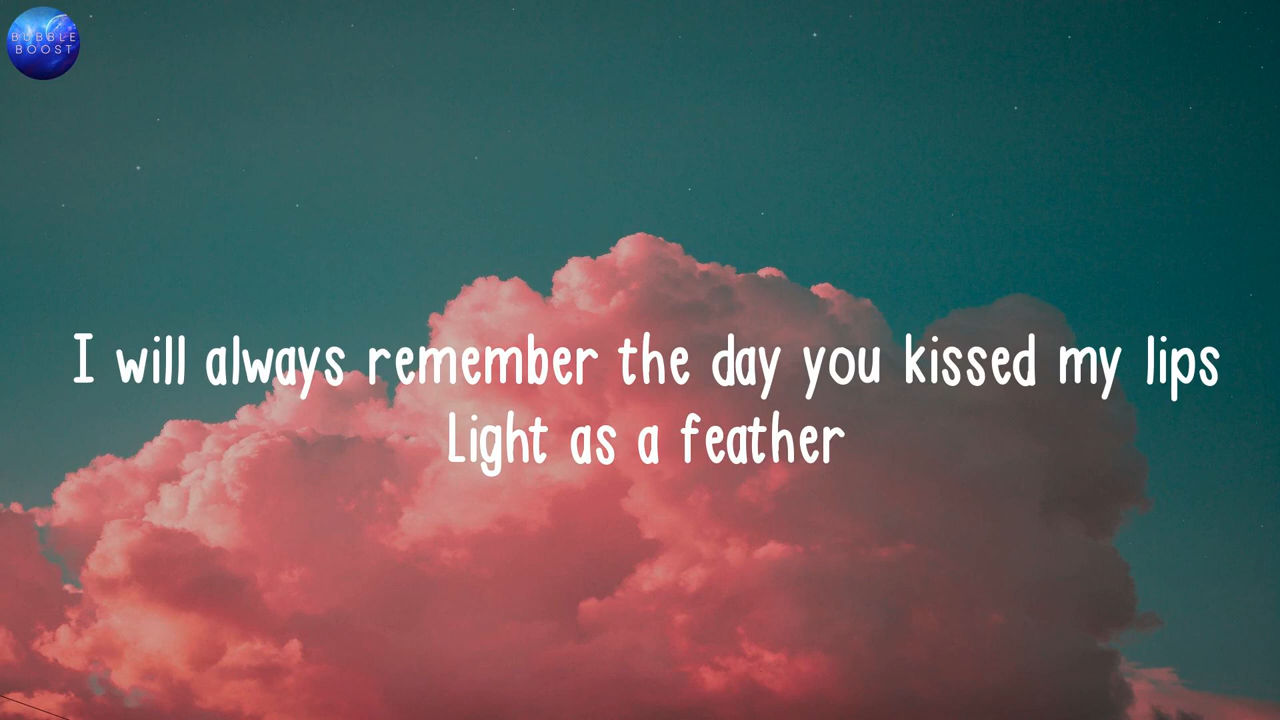 BUBBLE
BOOST
I will always remember the day you kissed my lips
Light as a feather